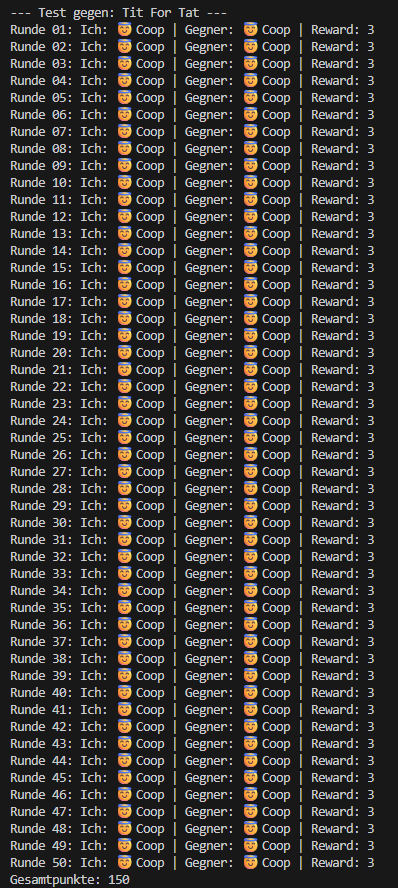 --- Test gegen: Tit For Tat ---
Runde 01: Ich: 😇 Coop | Gegner: 😇 Coop | Reward: 3
Runde 02: Ich: 😇 Coop | Gegner: 😇 Coop | Reward: 3
Runde 03: Ich: 😇 Coop | Gegner: 😇 Coop | Reward: 3
Runde 04: Ich: 😇 Coop | Gegner: 😇 Coop | Reward: 3
Runde 05: Ich: 😇 Coop | Gegner: 😇 Coop | Reward: 3
Runde 06: Ich: 😇 Coop | Gegner: 😇 Coop | Reward: 3
Runde 07: Ich: 😇 Coop | Gegner: 😇 Coop | Reward: 3
Runde 08: Ich: 😇 Coop | Gegner: 😇 Coop | Reward: 3
Runde 09: Ich: 😇 Coop | Gegner: 😇 Coop | Reward: 3
Runde 10: Ich: 😇 Coop | Gegner: 😇 Coop | Reward: 3
Runde 11: Ich: 😇 Coop | Gegner: 😇 Coop | Reward: 3
Runde 12: Ich: 😇 Coop | Gegner: 😇 Coop | Reward: 3
Runde 13: Ich: 😇 Coop | Gegner: 😇 Coop | Reward: 3
Runde 14: Ich: 😇 Coop | Gegner: 😇 Coop | Reward: 3
Runde 15: Ich: 😇 Coop | Gegner: 😇 Coop | Reward: 3
Runde 16: Ich: 😇 Coop | Gegner: 😇 Coop | Reward: 3
Runde 17: Ich: 😇 Coop | Gegner: 😇 Coop | Reward: 3
Runde 18: Ich: 😇 Coop | Gegner: 😇 Coop | Reward: 3
Runde 19: Ich: 😇 Coop | Gegner: 😇 Coop | Reward: 3
Runde 20: Ich: 😇 Coop | Gegner: 😇 Coop | Reward: 3
Runde 21: Ich: 😇 Coop | Gegner: 😇 Coop | Reward: 3
Runde 22: Ich: 😇 Coop | Gegner: 😇 Coop | Reward: 3
Runde 23: Ich: 😇 Coop | Gegner: 😇 Coop | Reward: 3
Runde 24: Ich: 😇 Coop | Gegner: 😇 Coop | Reward: 3
Runde 25: Ich: 😇 Coop | Gegner: 😇 Coop | Reward: 3
Runde 26: Ich: 😇 Coop | Gegner: 😇 Coop | Reward: 3
Runde 27: Ich: 😇 Coop | Gegner: 😇 Coop | Reward: 3
Runde 28: Ich: 😇 Coop | Gegner: 😇 Coop | Reward: 3
Runde 29: Ich: 😇 Coop | Gegner: 😇 Coop | Reward: 3
Runde 30: Ich: 😇 Coop | Gegner: 😇 Coop | Reward: 3
Runde 31: Ich: 😇 Coop | Gegner: 😇 Coop | Reward: 3
Runde 32: Ich: 😇 Coop | Gegner: 😇 Coop | Reward: 3
Runde 33: Ich: 😇 Coop | Gegner: 😇 Coop | Reward: 3
Runde 34: Ich: 😇 Coop | Gegner: 😇 Coop | Reward: 3
Runde 35: Ich: 😇 Coop | Gegner: 😇 Coop | Reward: 3
Runde 36: Ich: 😇 Coop | Gegner: 😇 Coop | Reward: 3
Runde 37: Ich: 😇 Coop | Gegner: 😇 Coop | Reward: 3
Runde 38: Ich: 😇 Coop | Gegner: 😇 Coop | Reward: 3
Runde 39: Ich: 😇 Coop | Gegner: 😇 Coop | Reward: 3
Runde 40: Ich: 😇 Coop | Gegner: 😇 Coop | Reward: 3
Runde 41: Ich: 😇 Coop | Gegner: 😇 Coop | Reward: 3
Runde 42: Ich: 😇 Coop | Gegner: 😇 Coop | Reward: 3
Runde 43: Ich: 😇 Coop | Gegner: 😇 Coop | Reward: 3
Runde 44: Ich: 😇 Coop | Gegner: 😇 Coop | Reward: 3
Runde 45: Ich: 😇 Coop | Gegner: 😇 Coop | Reward: 3
Runde 46: Ich: 😇 Coop | Gegner: 😇 Coop | Reward: 3
Runde 47: Ich: 😇 Coop | Gegner: 😇 Coop | Reward: 3
Runde 48: Ich: 😇 Coop | Gegner: 😇 Coop | Reward: 3
Runde 49: Ich: 😇 Coop | Gegner: 😇 Coop | Reward: 3
Runde 50: Ich: 😇 Coop | Gegner: 😇 Coop | Reward: 3
Gesamtpunkte: 150